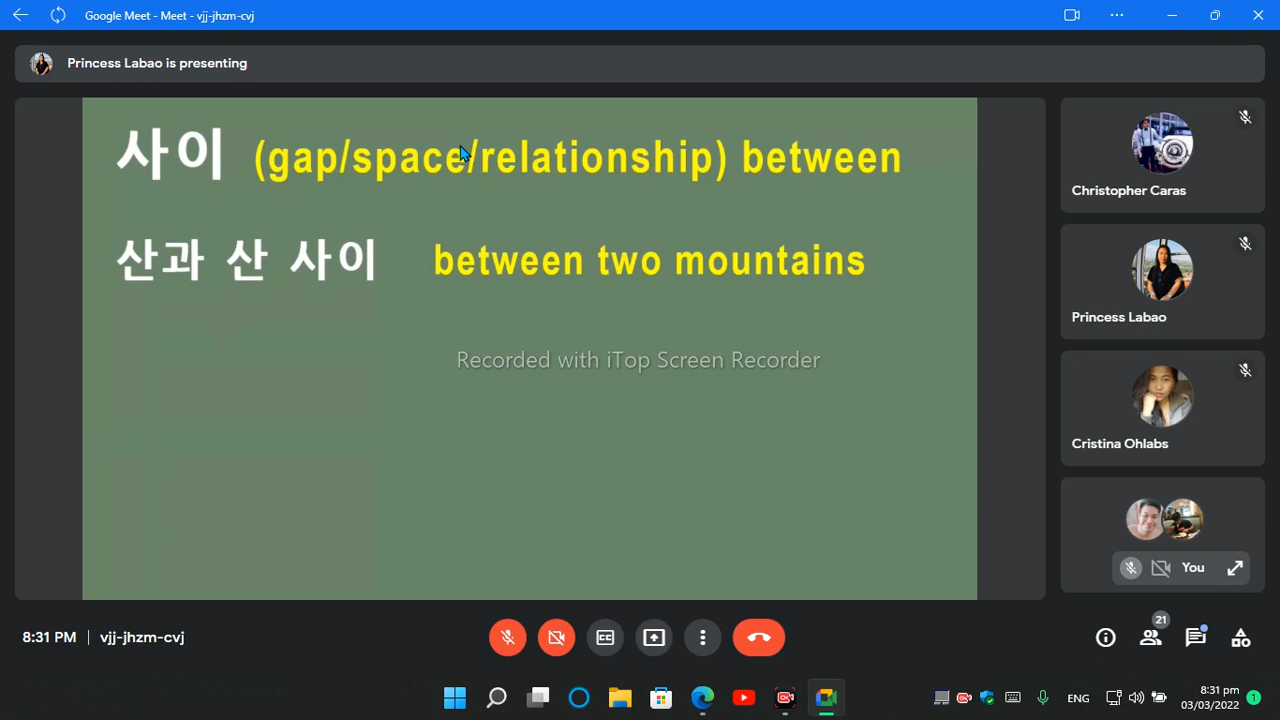 Google Meet - Meet - vjj-jhzm-cvj
Princess Labao is presenting
사이 (gap/space/relationship) between
산과 산 사이 between two mountains
Recorded with iTop Screen Recorder
Christopher Caras
Princess Labao
Cristina Ohlabs
You
8:31 PM | vjj-jhzm-cvj
21
ENG
8:31 pm
03/03/2022
1